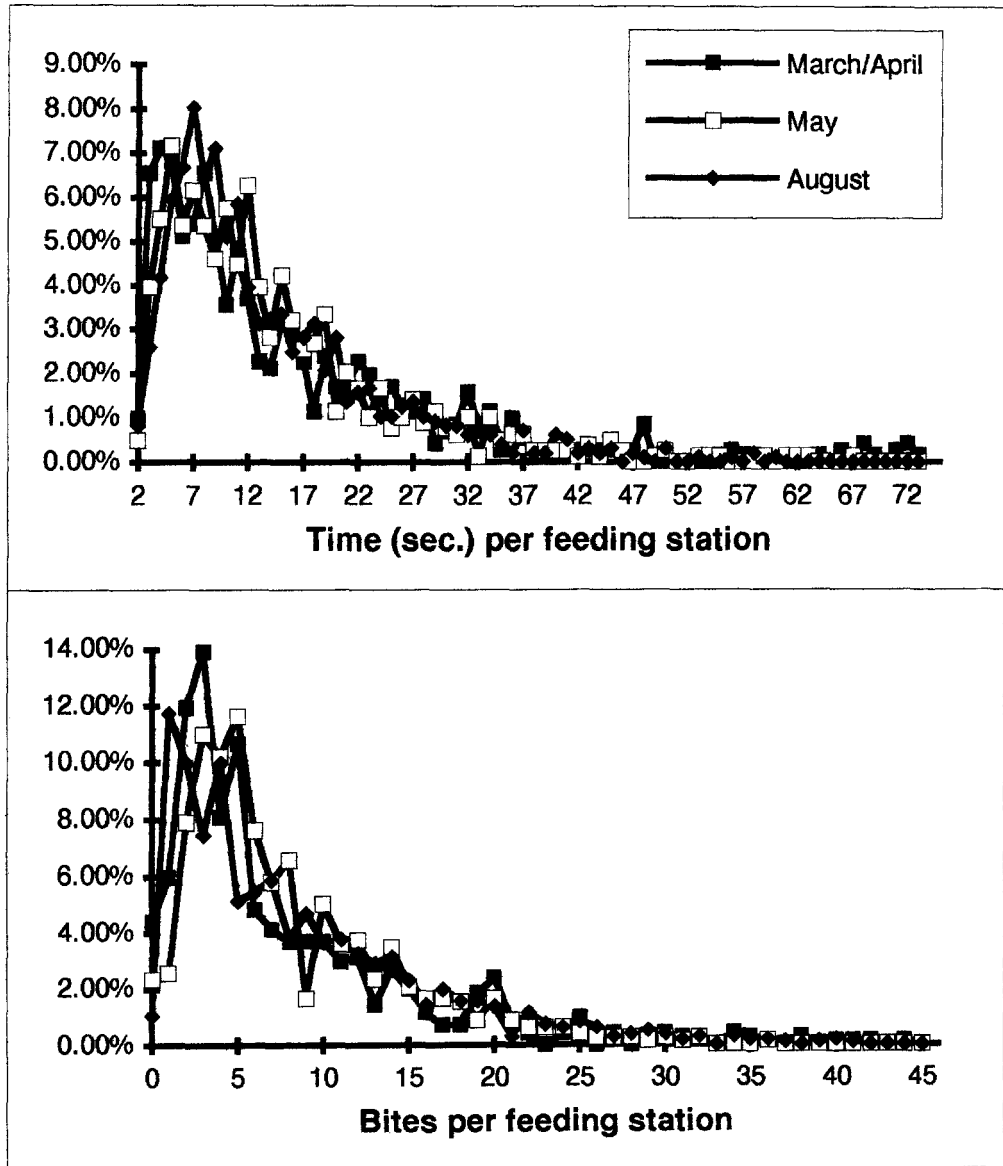 9.00%
8.00%
7.00%
6.00%
5.00%
4.00%
3.00%
2.00%
1.00%
0.00%
March/April
May
August
2 7 12 17 22 27 32 37 42 47 52 57 62 67 72
Time (sec.) per feeding station
14.00%
12.00%
10.00%
8.00%
6.00%
4.00%
2.00%
0.00%
0 5 10 15 20 25 30 35 40 45
Bites per feeding station